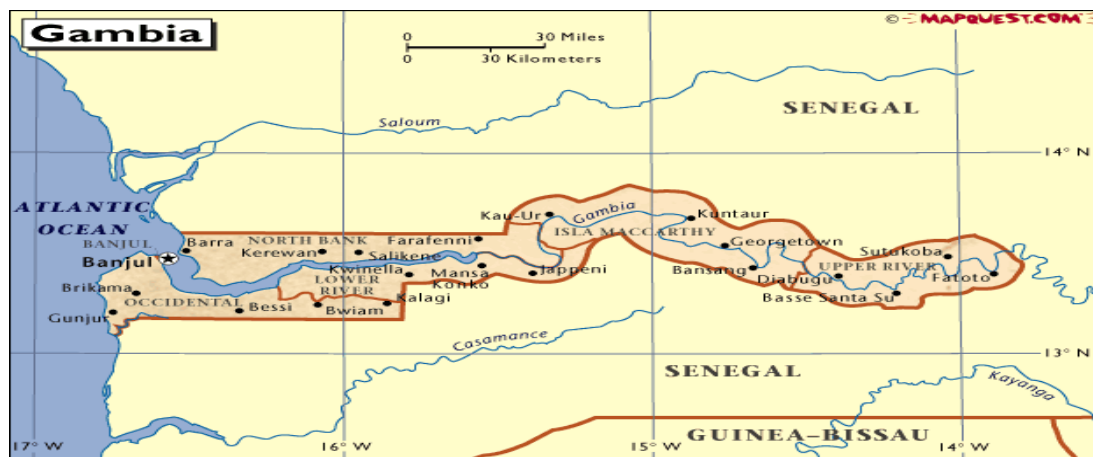 Gambia
© MAPQUEST.COM
0 30 Miles
0 30 Kilometers
SENEGAL
Saloum
14° N
ATLANTIC
OCEAN
Kau-Ur
Gambia
Kuntaur
ISLA MACCARTHY
BANJUL
Barra
NORTH BANK
Farafenni
Georgetown
Sutukoba
Banjul
Kerewan
Salikene
Kwinella
Mansa
Konko
Jappeni
Bansang
Diabugu
UPPER RIVER
Fatoto
Brikama
OCCIDENTAL
LOWER
RIVER
Kalagi
Basse Santa Su
Gunjur
Bessi
Bwiam
Casamance
13° N
SENEGAL
Kayanga
GUINEA-BISSAU
17° W
16° W
15° W
14° W